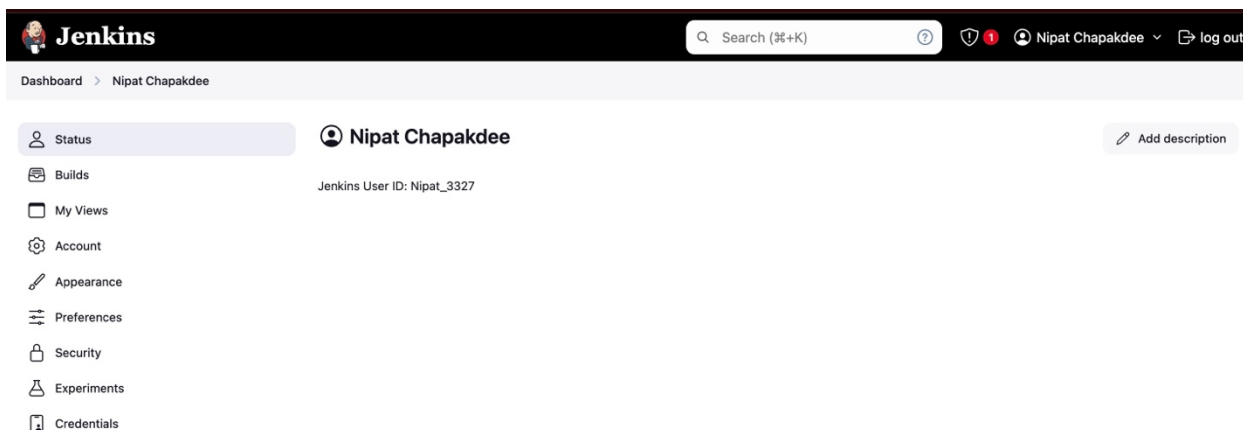 Jenkins
Search (⌘+K)
?
1
Nipat Chapakdee
log out
Dashboard > Nipat Chapakdee
Status
Builds
My Views
Account
Appearance
Preferences
Security
Experiments
Credentials
Nipat Chapakdee
Add description
Jenkins User ID: Nipat_3327